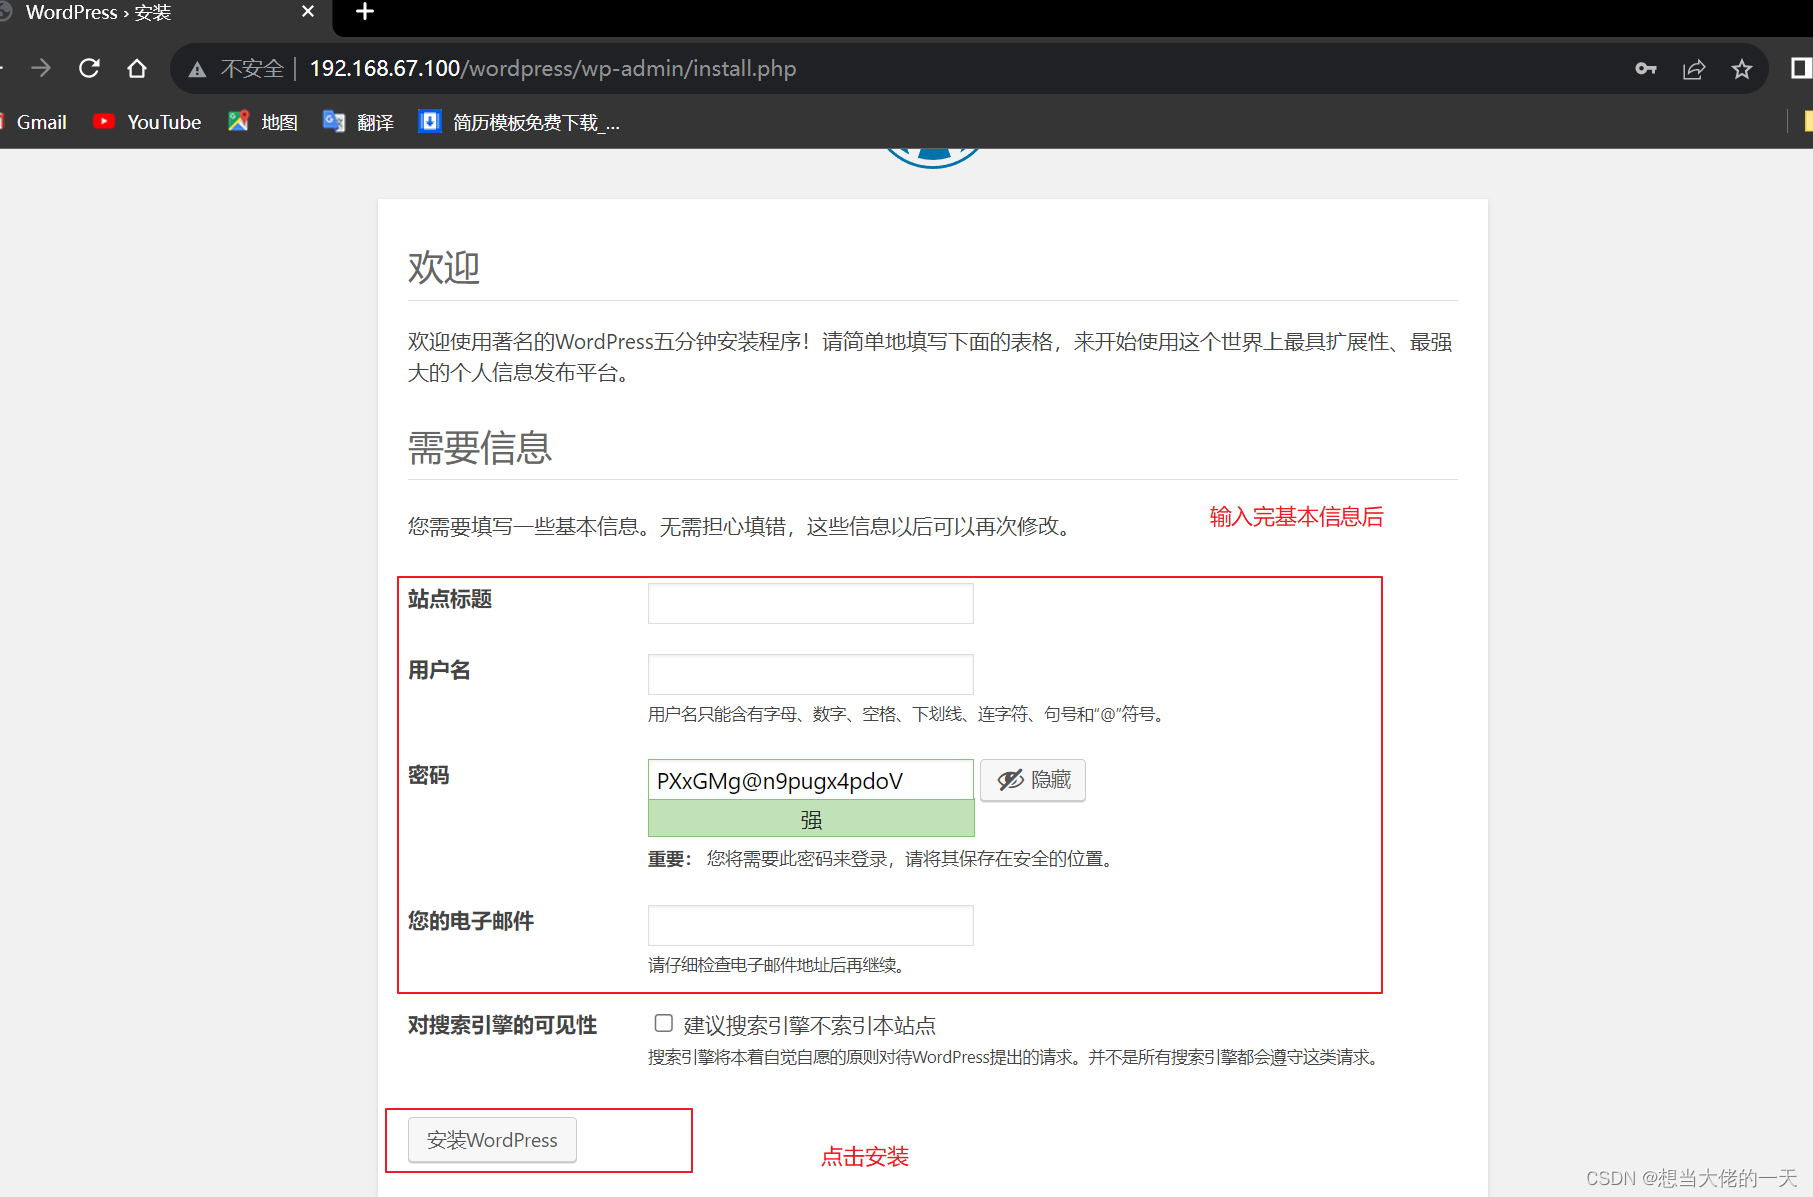 WordPress › 安装
不安全 | 192.168.67.100/wordpress/wp-admin/install.php
Gmail YouTube 地图 翻译 简历模板免费下载_...
欢迎
欢迎使用著名的WordPress五分钟安装程序！请简单地填写下面的表格，来开始使用这个世界上最具扩展性、最强
大的个人信息发布平台。
需要信息
您需要填写一些基本信息。无需担心填错，这些信息以后可以再次修改。
输入完基本信息后
站点标题
用户名
用户名只能含有字母、数字、空格、下划线、连字符、句号和“@”符号。
密码
PXxGMg@n9pugx4pdoV
隐藏
强
重要： 您将需要此密码来登录，请将其保存在安全的位置。
您的电子邮件
请仔细检查电子邮件地址后再继续。
对搜索引擎的可见性
建议搜索引擎不索引本站点
搜索引擎将本着自觉自愿的原则对待WordPress提出的请求。并不是所有搜索引擎都会遵守这类请求。
安装WordPress
点击安装
CSDN @想当大佬的一天